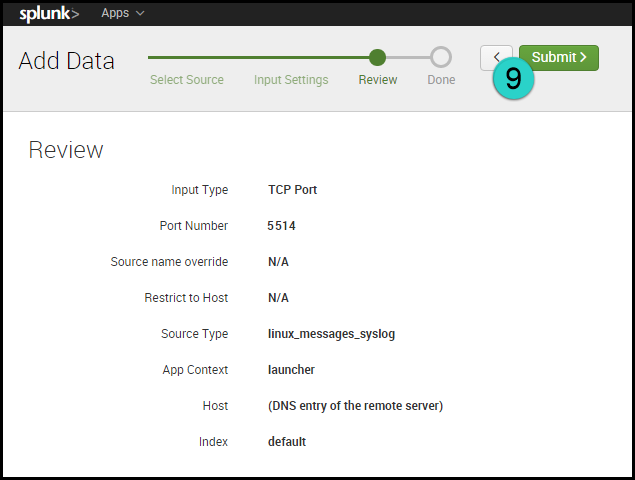 splunk> Apps
Add Data
Select Source Input Settings Review Done
< Submit >
9
Review
Input Type TCP Port
Port Number 5514
Source name override N/A
Restrict to Host N/A
Source Type linux_messages_syslog
App Context launcher
Host (DNS entry of the remote server)
Index default